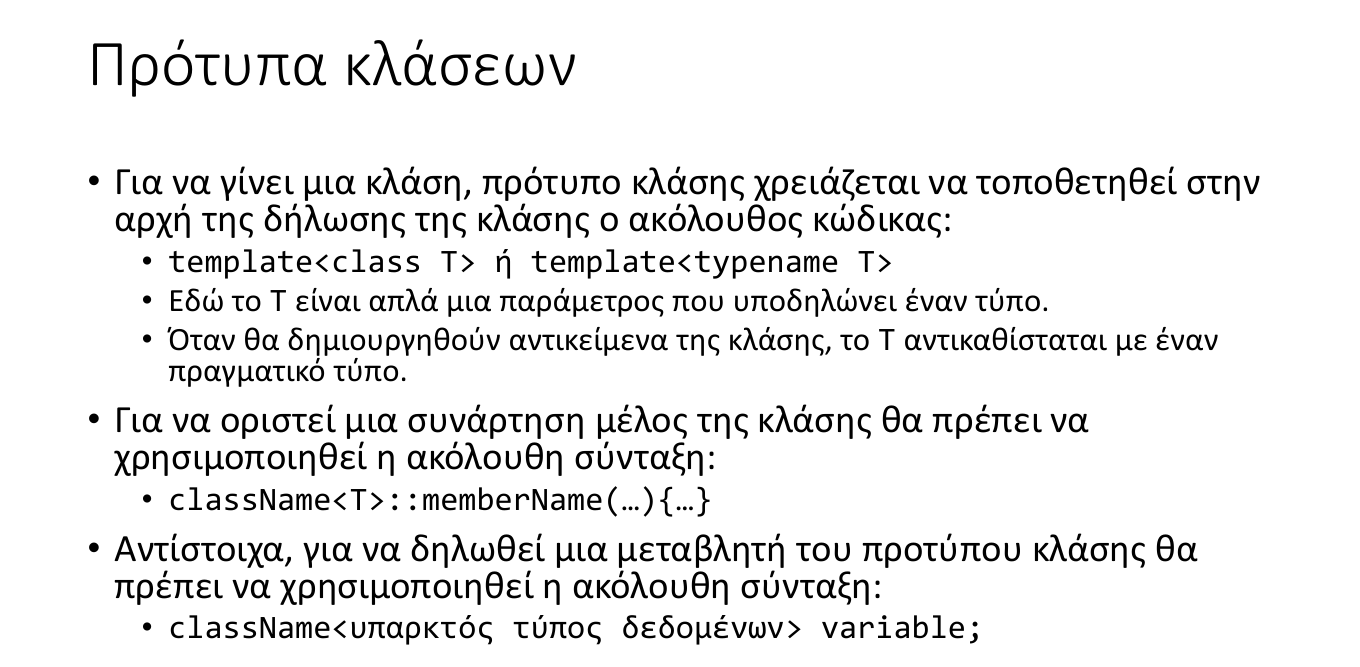 Πρότυπα κλάσεων
• Για να γίνει μια κλάση, πρότυπο κλάσης χρειάζεται να τοποθετηθεί στην
αρχή της δήλωσης της κλάσης ο ακόλουθος κώδικας:
• template<class T> ή template<typename T>
• Εδώ το T είναι απλά μια παράμετρος που υποδηλώνει έναν τύπο.
• Όταν θα δημιουργηθούν αντικείμενα της κλάσης, το T αντικαθίσταται με έναν
πραγματικό τύπο.
• Για να οριστεί μια συνάρτηση μέλος της κλάσης θα πρέπει να
χρησιμοποιηθεί η ακόλουθη σύνταξη:
• className<T>::memberName(…){…}
• Αντίστοιχα, για να δηλωθεί μια μεταβλητή του προτύπου κλάσης θα
πρέπει να χρησιμοποιηθεί η ακόλουθη σύνταξη:
• className<υπαρκτός τύπος δεδομένων> variable;